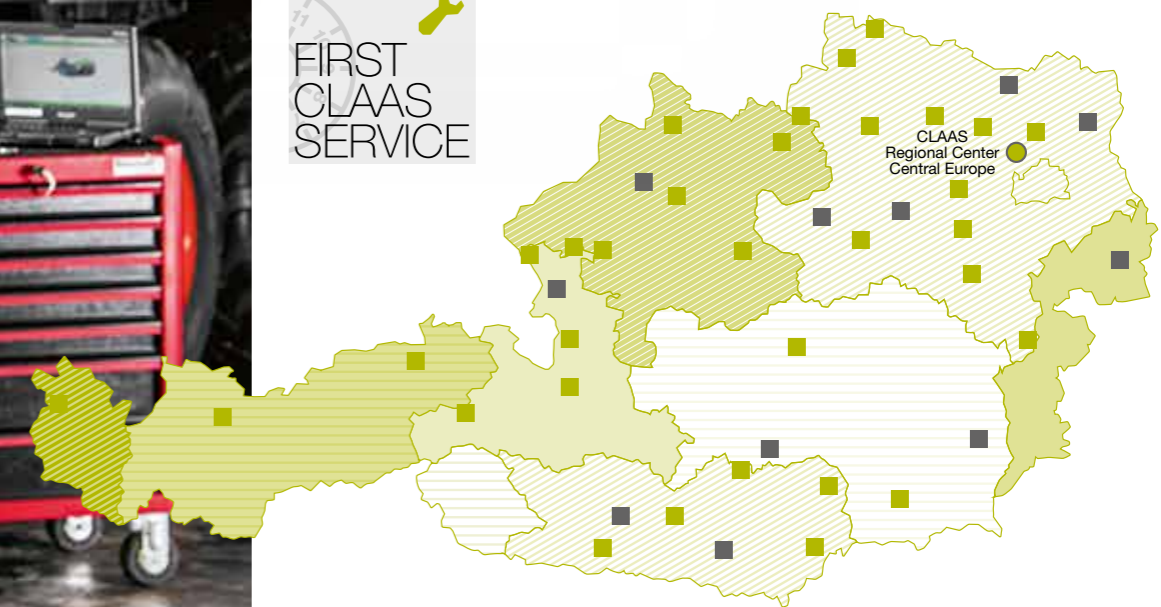 FIRST
CLAAS
SERVICE
CLAAS
Regional Center
Central Europe